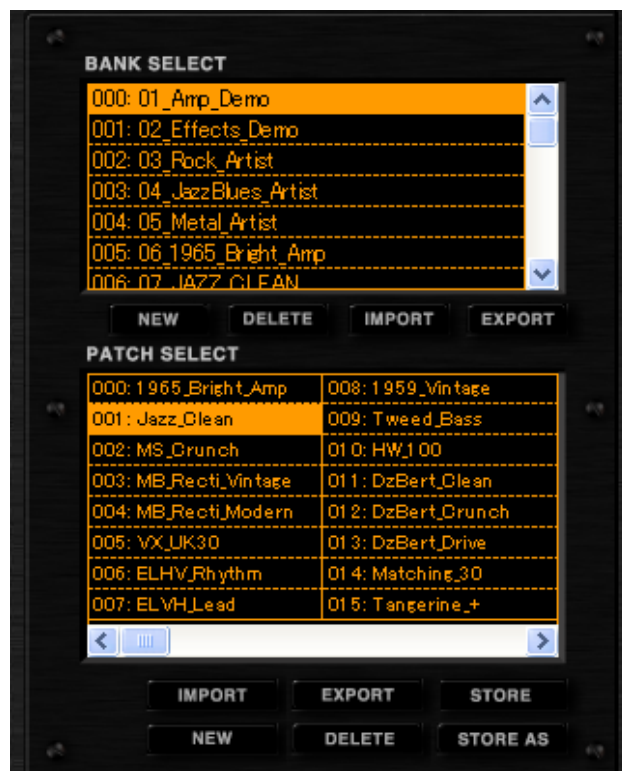 BANK SELECT
000: 01_Amp_Demo
001: 02_Effects_Demo
002: 03_Rock_Artist
003: 04_JazzBlues_Artist
004: 05_Metal_Artist
005: 06_1965_Bright_Amp
006: 07_JAZZ_CLEAN
NEW DELETE IMPORT EXPORT
PATCH SELECT
000:1965_Bright_Amp 008:1959_Vintage
001: Jazz_Clean 009: Tweed_Bass
002: MS_Crunch 010: HW_100
003: MB_Recti_Vintage 011: DzBert_Clean
004: MB_Recti_Modern 012: DzBert_Crunch
005: VX_UK30 013: DzBert_Drive
006: ELHV_Rhythm 014: Matching_30
007: ELVH_Lead 015: Tangerine_+
IMPORT EXPORT STORE
NEW DELETE STORE AS